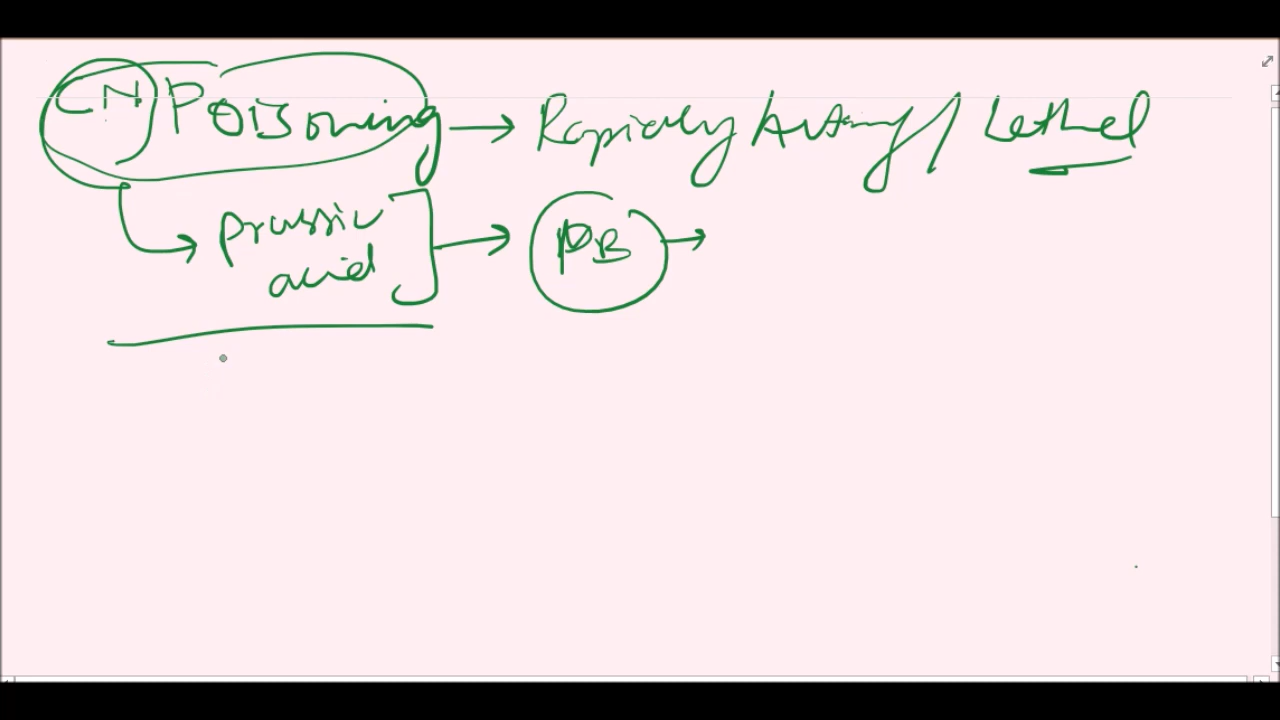 CN Poisoning → Rapidly / Acting / Lethal
prussic → PB →
acid